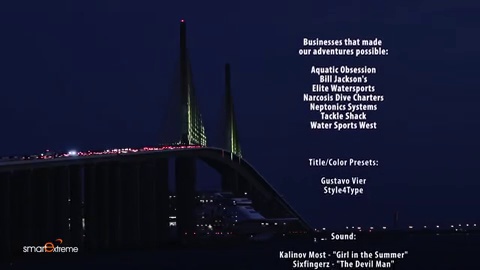 Businesses that made
our adventures possible:
Aquatic Obsession
Bill Jackson's
Elite Watersports
Narcosis Dive Charters
Neptonics Systems
Tackle Shack
Water Sports West
Title/Color Presets:
Gustavo Vier
Style4Type
Sound:
Kalinov Most - "Girl in the Summer"
Sixfingerz - "The Devil Man"
smartExtreme